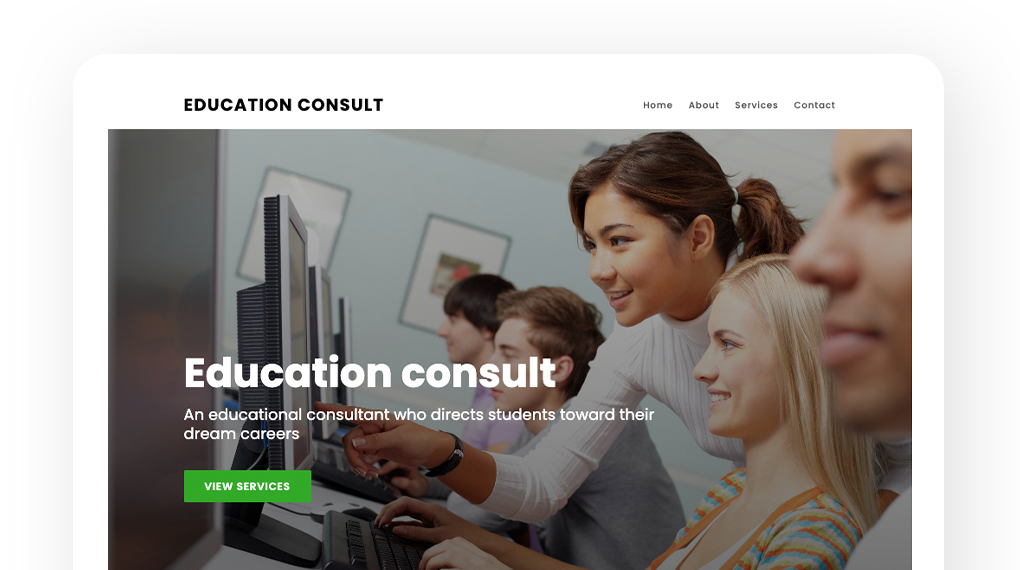 EDUCATION CONSULT
Home About Services Contact
Education consult
An educational consultant who directs students toward their
dream careers
VIEW SERVICES